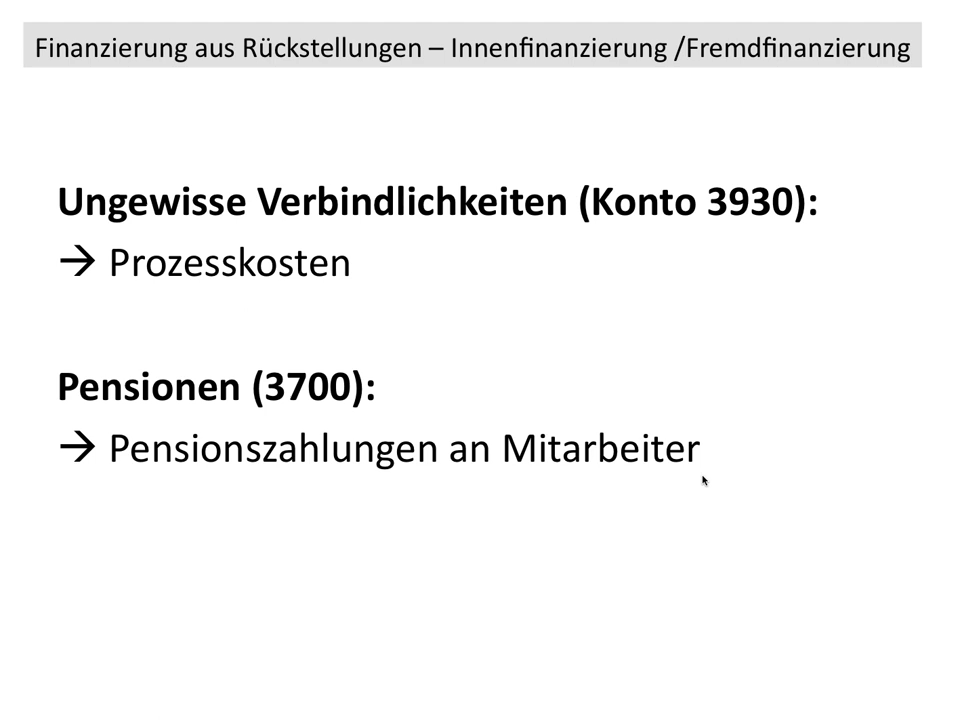 Finanzierung aus Rückstellungen – Innenfinanzierung /Fremdfinanzierung
Ungewisse Verbindlichkeiten (Konto 3930):
→ Prozesskosten
Pensionen (3700):
→ Pensionszahlungen an Mitarbeiter